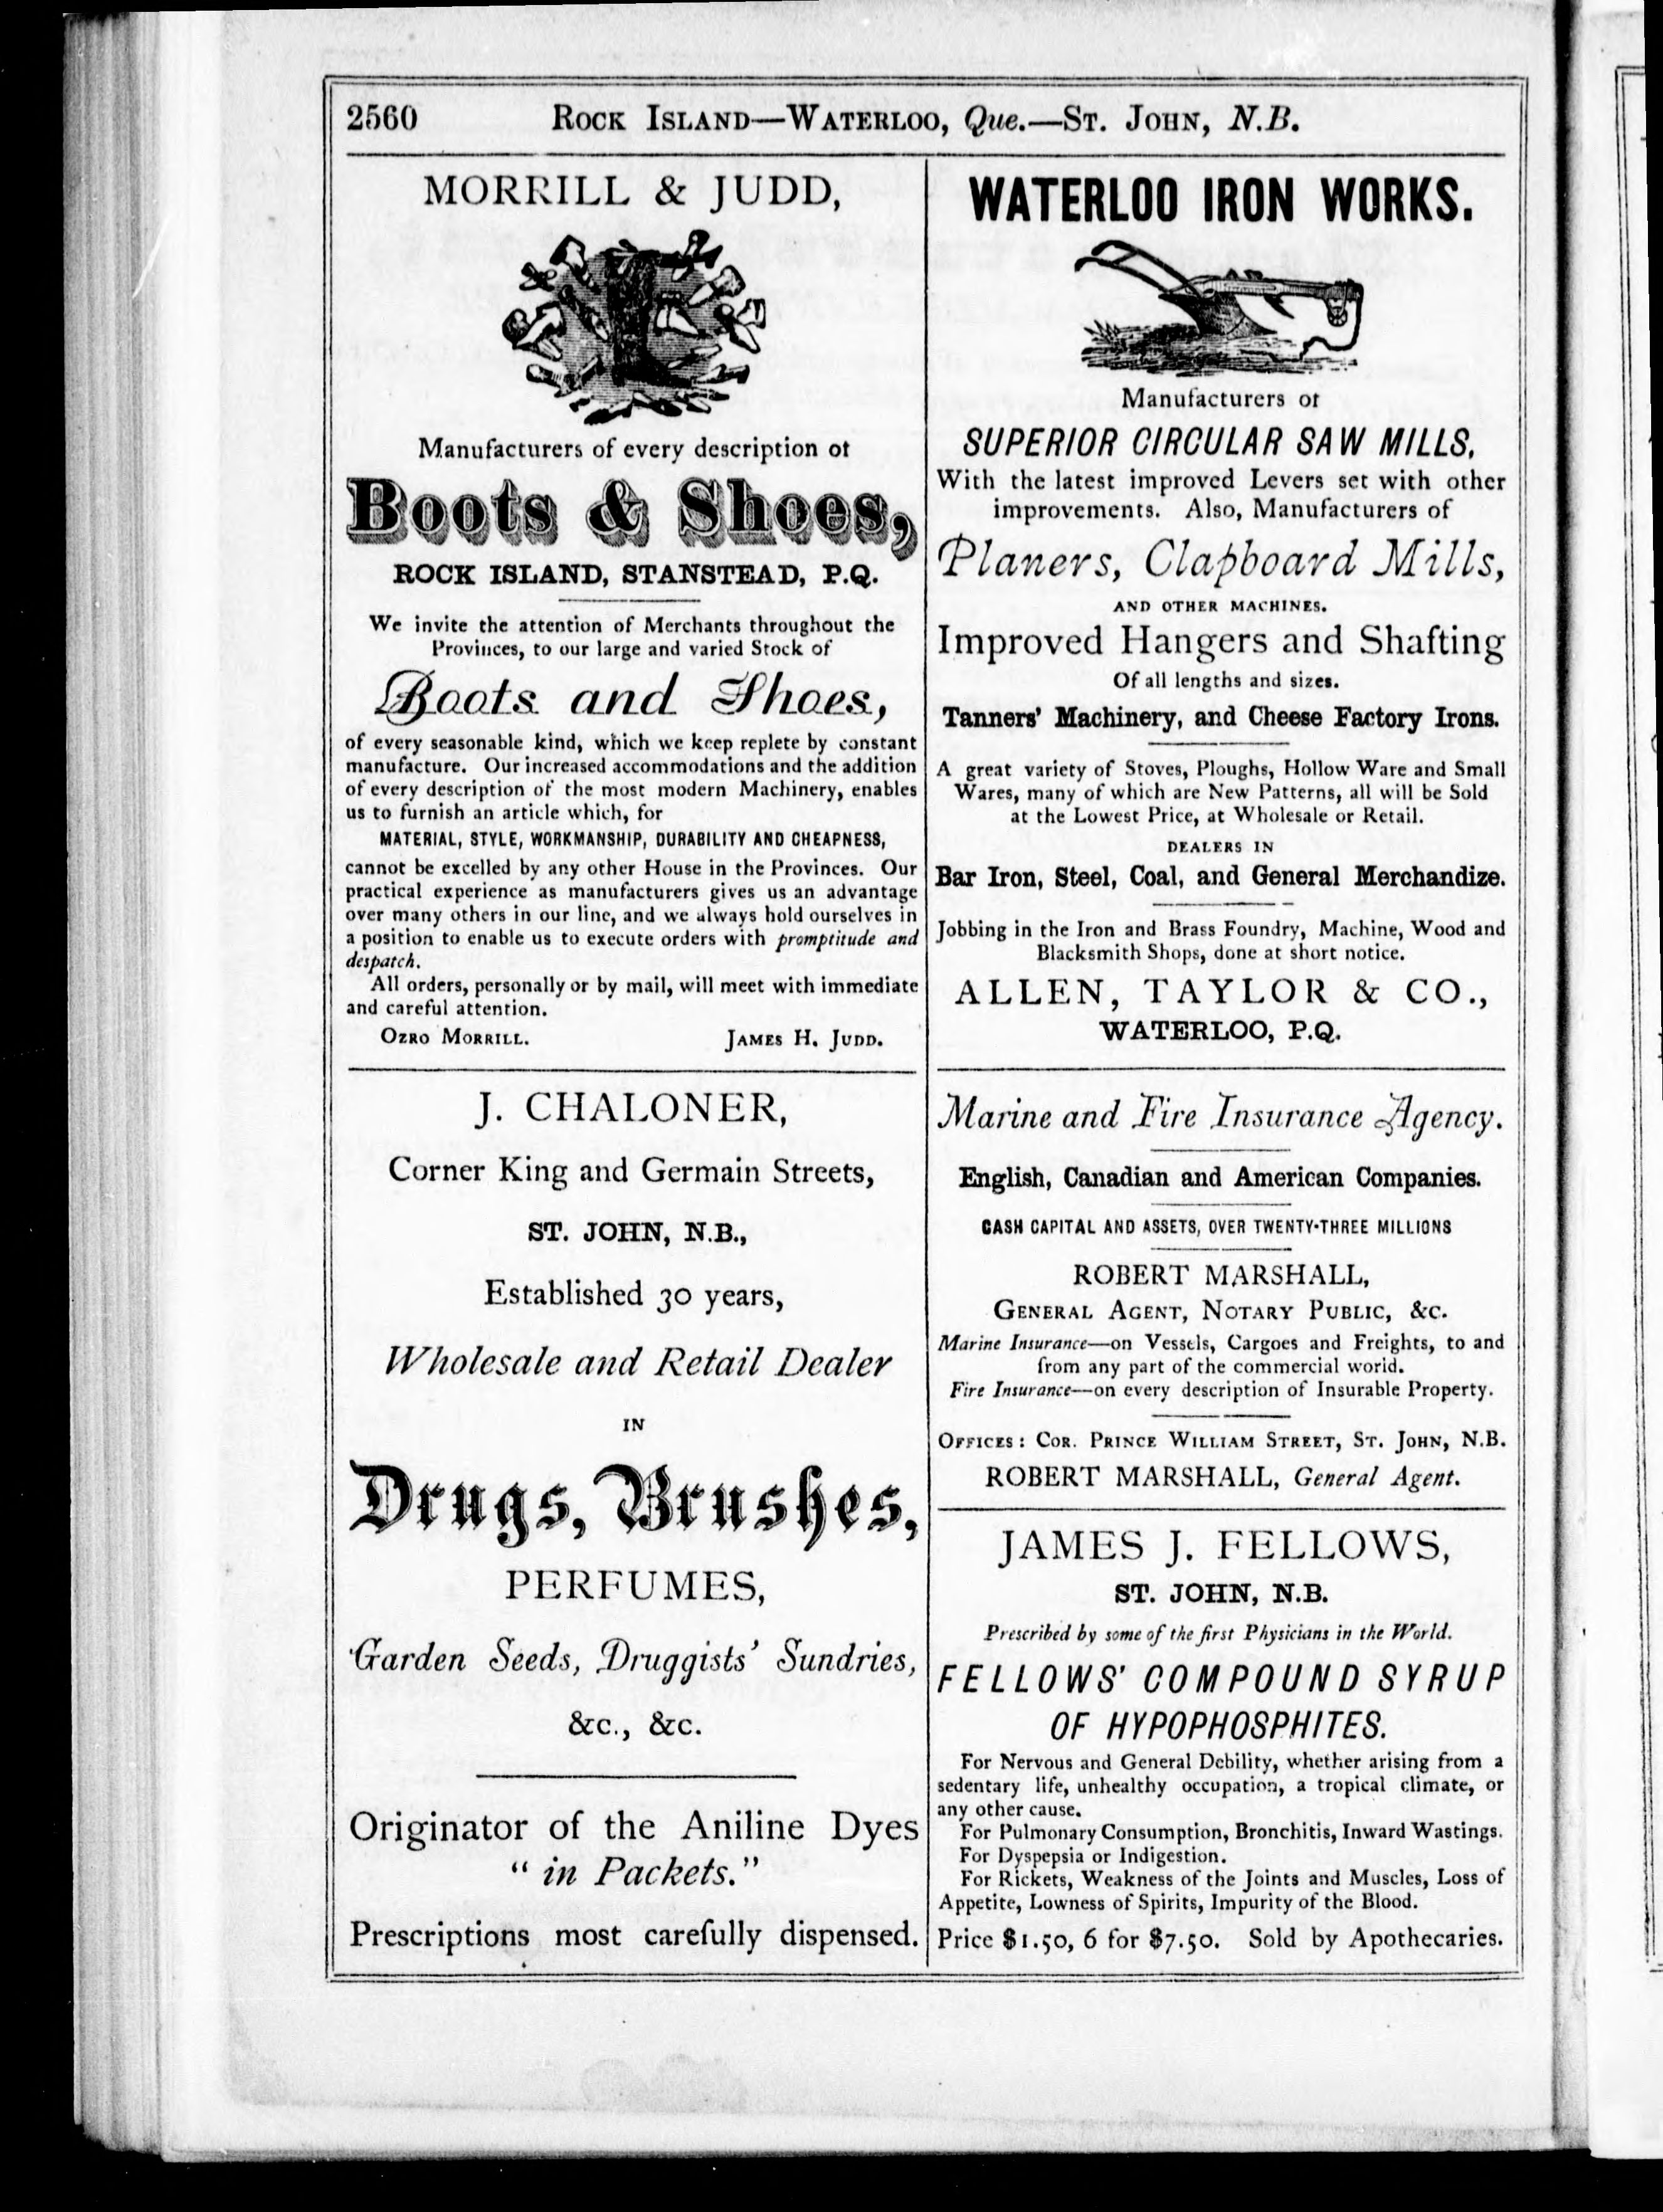 2560 ROCK ISLAND—WATERLOO, Que.—ST. JOHN, N.B.
MORRILL & JUDD,
Manufacturers of every description of
Boots & Shoes,
ROCK ISLAND, STANSTEAD, P.Q.
We invite the attention of Merchants throughout the
Provinces, to our large and varied Stock of
Boots and Shoes,
of every seasonable kind, which we keep replete by constant
manufacture. Our increased accommodations and the addition
of every description of the most modern Machinery, enables
us to furnish an article which, for
MATERIAL, STYLE, WORKMANSHIP, DURABILITY AND CHEAPNESS,
cannot be excelled by any other House in the Provinces. Our
practical experience as manufacturers gives us an advantage
over many others in our line, and we always hold ourselves in
a position to enable us to execute orders with promptitude and
despatch.
All orders, personally or by mail, will meet with immediate
and careful attention.
OZRO MORRILL. JAMES H. JUDD.
J. CHALONER,
Corner King and Germain Streets,
ST. JOHN, N.B.,
Established 30 years,
Wholesale and Retail Dealer
IN
Drugs, Brushes,
PERFUMES,
Garden Seeds, Druggists' Sundries,
&c., &c.
Originator of the Aniline Dyes
"in Packets."
Prescriptions most carefully dispensed.
WATERLOO IRON WORKS.
Manufacturers of
SUPERIOR CIRCULAR SAW MILLS,
With the latest improved Levers set with other
improvements. Also, Manufacturers of
Planers, Clapboard Mills,
AND OTHER MACHINES.
Improved Hangers and Shafting
Of all lengths and sizes.
Tanners' Machinery, and Cheese Factory Irons.
A great variety of Stoves, Ploughs, Hollow Ware and Small
Wares, many of which are New Patterns, all will be Sold
at the Lowest Price, at Wholesale or Retail.
DEALERS IN
Bar Iron, Steel, Coal, and General Merchandize.
Jobbing in the Iron and Brass Foundry, Machine, Wood and
Blacksmith Shops, done at short notice.
ALLEN, TAYLOR & CO.,
WATERLOO, P.Q.
Marine and Fire Insurance Agency.
English, Canadian and American Companies.
CASH CAPITAL AND ASSETS, OVER TWENTY-THREE MILLIONS
ROBERT MARSHALL,
GENERAL AGENT, NOTARY PUBLIC, &c.
Marine Insurance—on Vessels, Cargoes and Freights, to and
from any part of the commercial world.
Fire Insurance—on every description of Insurable Property.
OFFICES: COR. PRINCE WILLIAM STREET, ST. JOHN, N.B.
ROBERT MARSHALL, General Agent.
JAMES J. FELLOWS,
ST. JOHN, N.B.
Prescribed by some of the first Physicians in the World.
FELLOWS' COMPOUND SYRUP
OF HYPOPHOSPHITES.
For Nervous and General Debility, whether arising from a
sedentary life, unhealthy occupation, a tropical climate, or
any other cause.
For Pulmonary Consumption, Bronchitis, Inward Wastings.
For Dyspepsia or Indigestion.
For Rickets, Weakness of the Joints and Muscles, Loss of
Appetite, Lowness of Spirits, Impurity of the Blood.
Price $1.50, 6 for $7.50. Sold by Apothecaries.